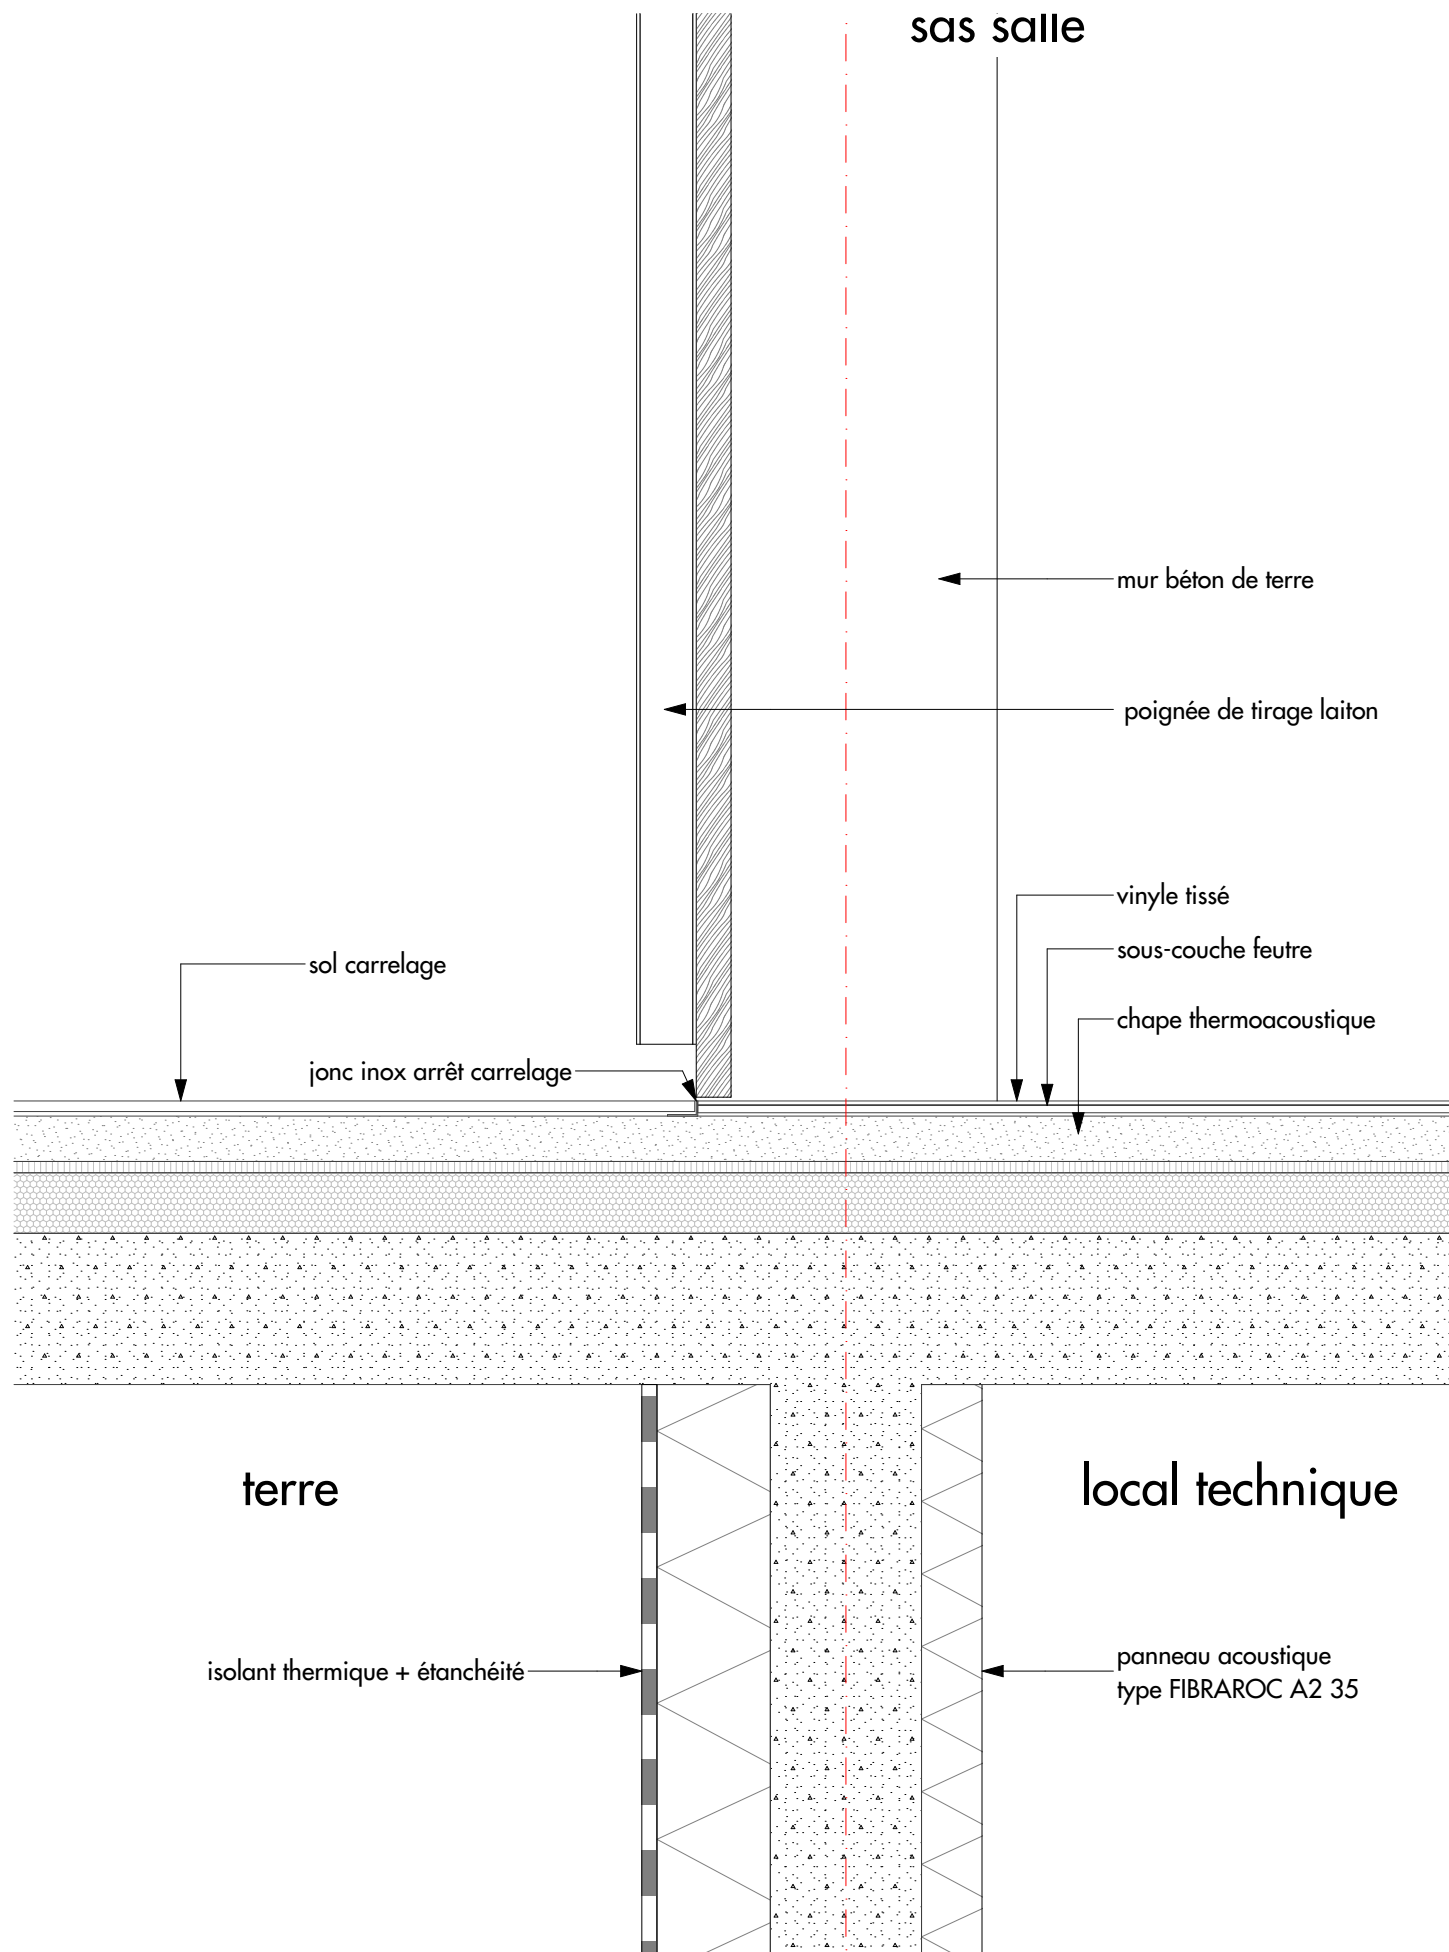 sas salle
mur béton de terre
poignée de tirage laiton
vinyle tissé
sous-couche feutre
sol carrelage
chape thermoacoustique
jonc inox arrêt carrelage
terre
local technique
isolant thermique + étanchéité
panneau acoustique
type FIBRAROC A2 35